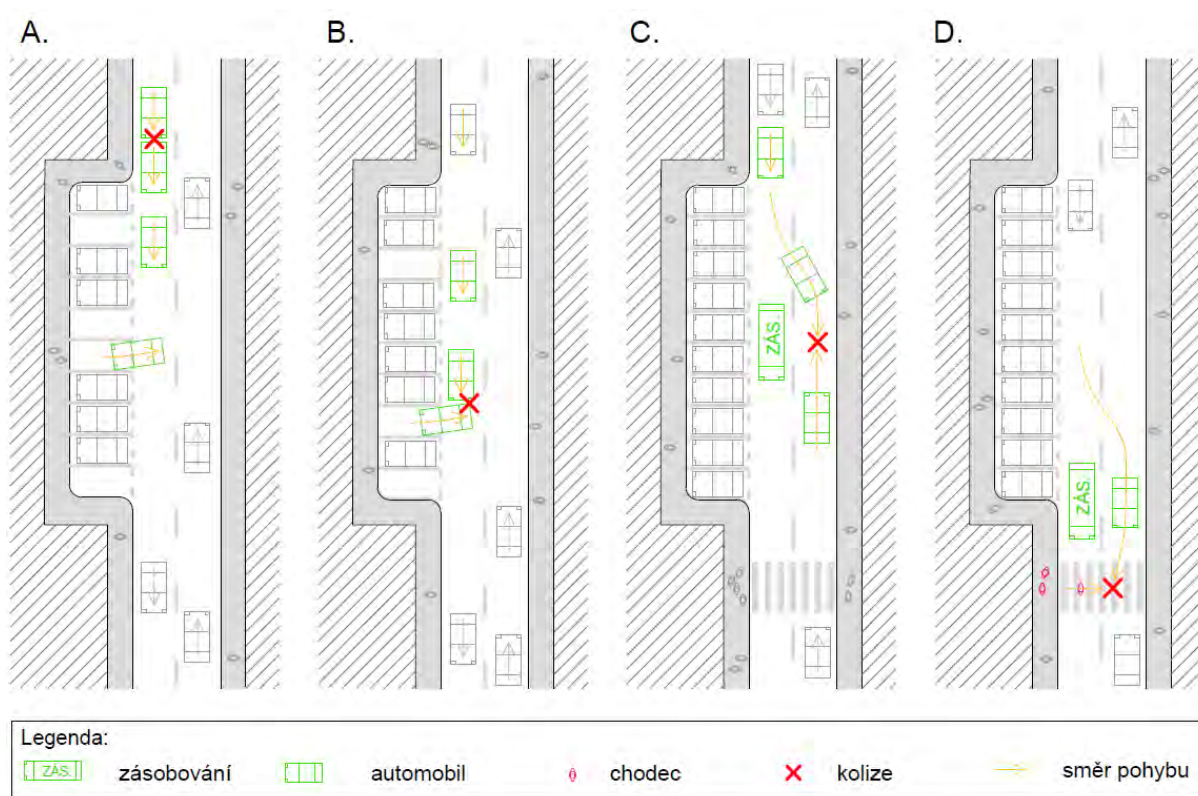 A.
B.
C.
D.
ZÁS.
ZÁS.
Legenda:
ZÁS. zásobování automobil chodec kolize směr pohybu